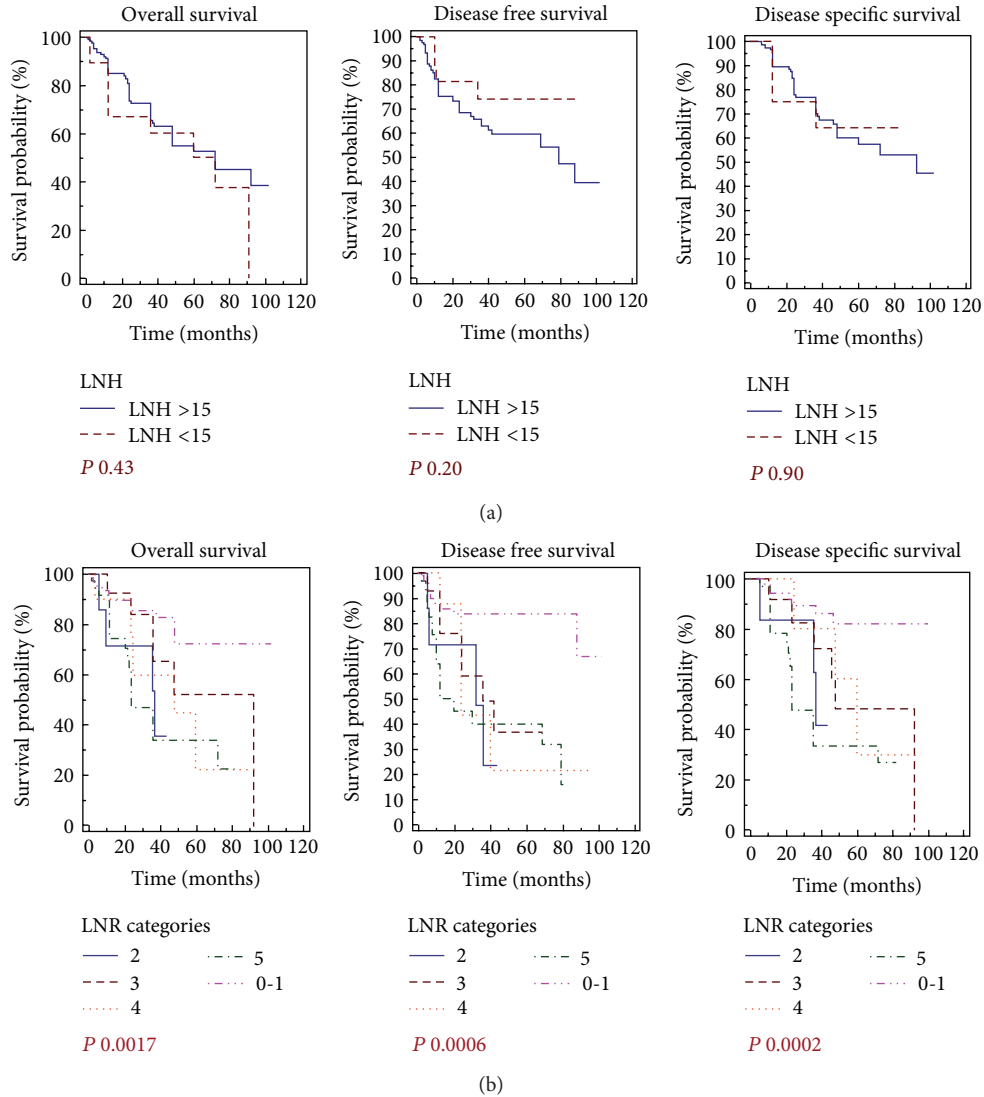 Overall survival
Survival probability (%)
100
80
60
40
20
0
0 20 40 60 80 100 120
Time (months)
LNH
LNH >15
LNH <15
P 0.43
Disease free survival
Survival probability (%)
100
90
80
70
60
50
40
30
20
10
0
0 20 40 60 80 100 120
Time (months)
LNH
LNH >15
LNH <15
P 0.20
Disease specific survival
Survival probability (%)
100
90
80
70
60
50
40
30
20
10
0
0 20 40 60 80 100 120
Time (months)
LNH
LNH >15
LNH <15
P 0.90
(a)
Overall survival
Survival probability (%)
100
80
60
40
20
0
0 20 40 60 80 100 120
Time (months)
LNR categories
2
3
4
5
0-1
P 0.0017
Disease free survival
Survival probability (%)
100
90
80
70
60
50
40
30
20
10
0
0 20 40 60 80 100 120
Time (months)
LNR categories
2
3
4
5
0-1
P 0.0006
Disease specific survival
Survival probability (%)
100
80
60
40
20
0
0 20 40 60 80 100 120
Time (months)
LNR categories
2
3
4
5
0-1
P 0.0002
(b)